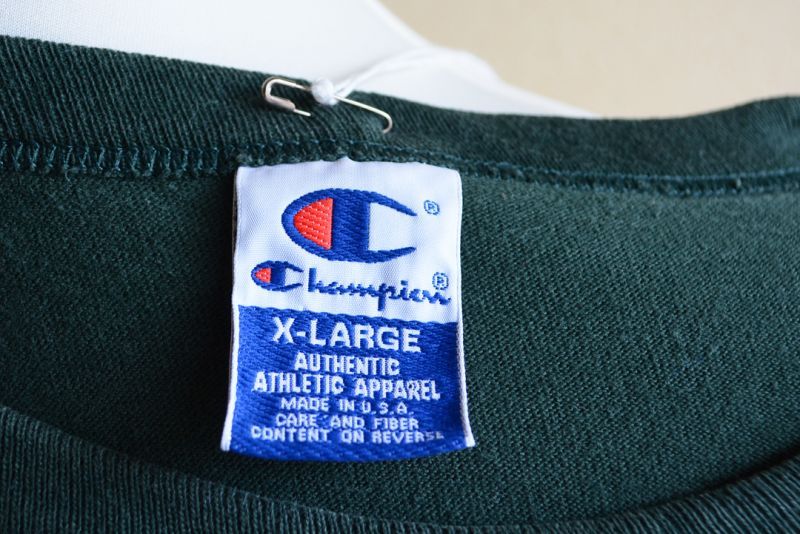 ®
Champion®
X-LARGE
AUTHENTIC
ATHLETIC APPAREL
MADE IN U.S.A.
CARE AND FIBER
CONTENT ON REVERSE